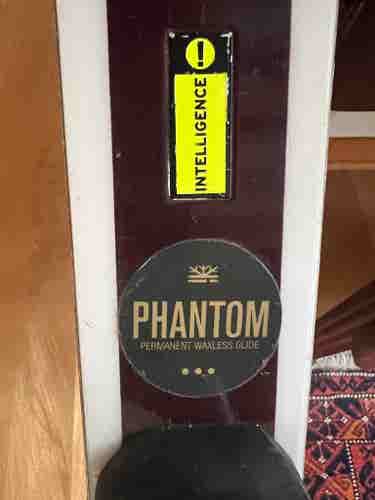 INTELLIGENCE !
PHANTOM
PERMANENT WAXLESS GLIDE